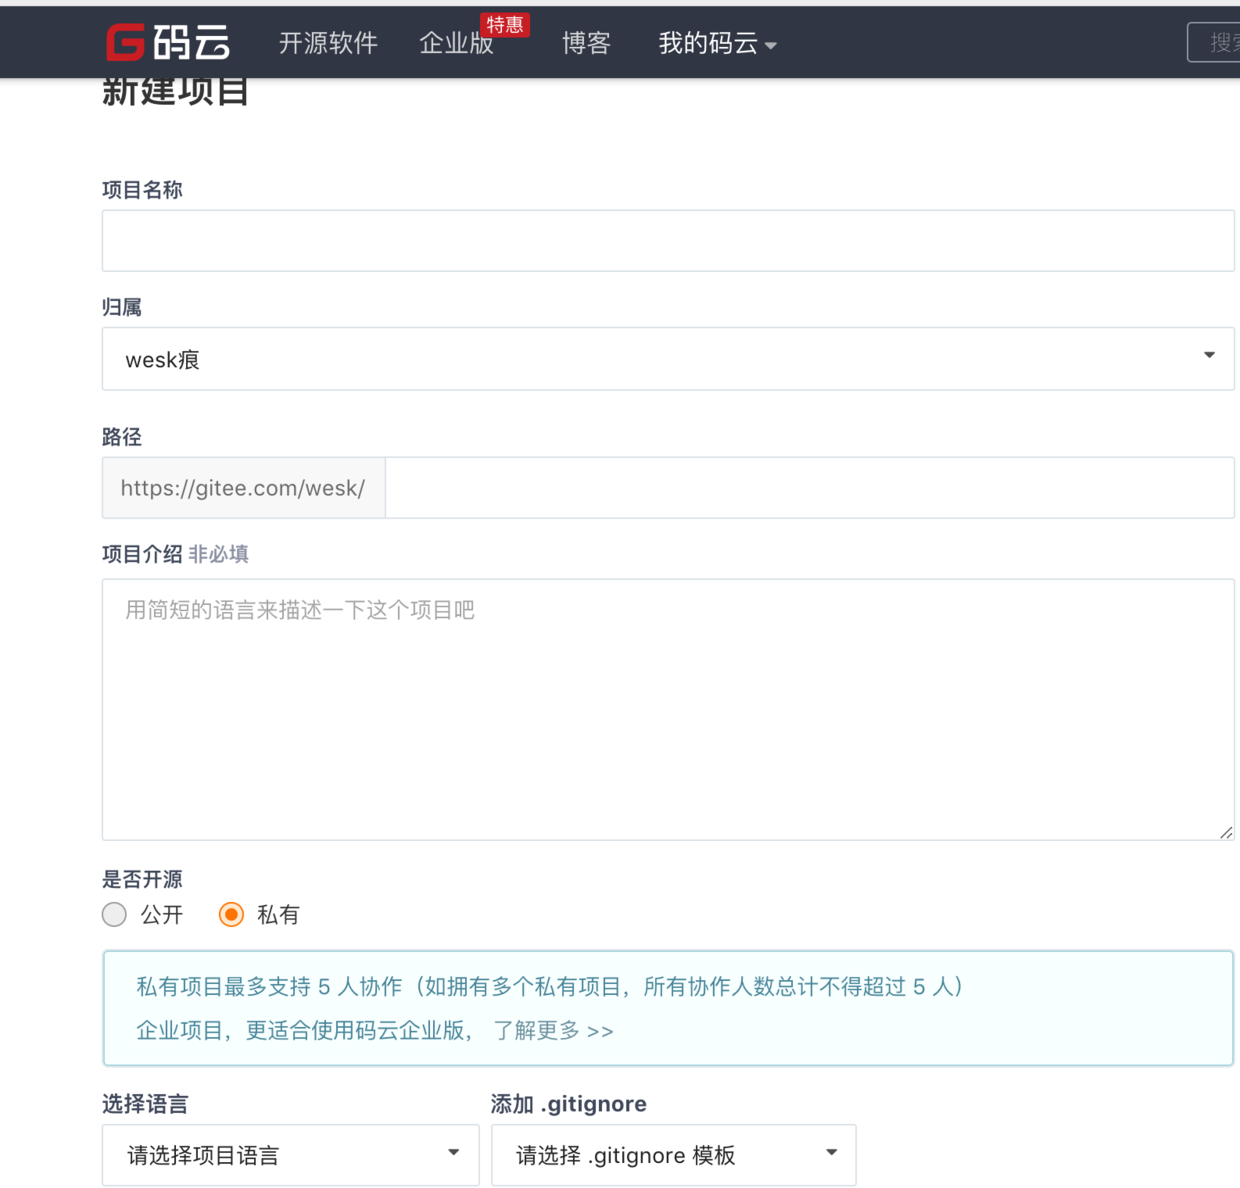 码云 开源软件 企业版 特惠 博客 我的码云
新建项目
项目名称
归属
wesk痕
路径
https://gitee.com/wesk/
项目介绍 非必填
用简短的语言来描述一下这个项目吧
是否开源
公开 私有
私有项目最多支持 5 人协作（如拥有多个私有项目，所有协作人数总计不得超过 5 人）
企业项目，更适合使用码云企业版， 了解更多 >>
选择语言 添加 .gitignore
请选择项目语言 请选择 .gitignore 模板